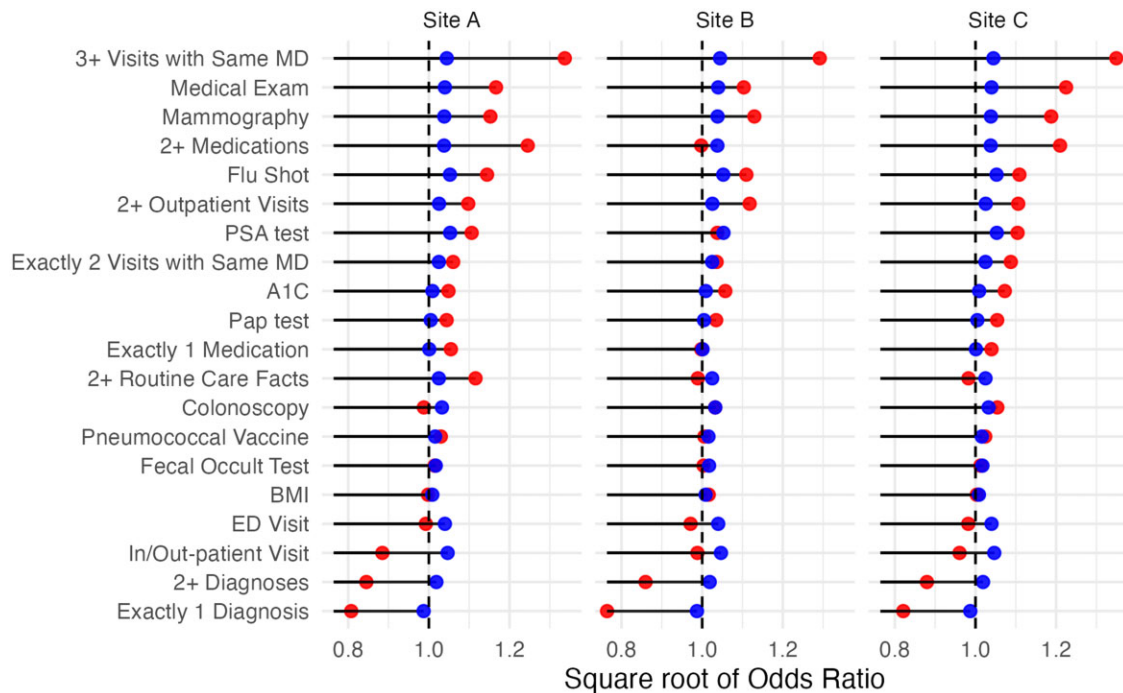 Site A Site B Site C
3+ Visits with Same MD
Medical Exam
Mammography
2+ Medications
Flu Shot
2+ Outpatient Visits
PSA test
Exactly 2 Visits with Same MD
A1C
Pap test
Exactly 1 Medication
2+ Routine Care Facts
Colonoscopy
Pneumococcal Vaccine
Fecal Occult Test
BMI
ED Visit
In/Out-patient Visit
2+ Diagnoses
Exactly 1 Diagnosis
0.8 1.0 1.2 0.8 1.0 1.2 0.8 1.0 1.2
Square root of Odds Ratio